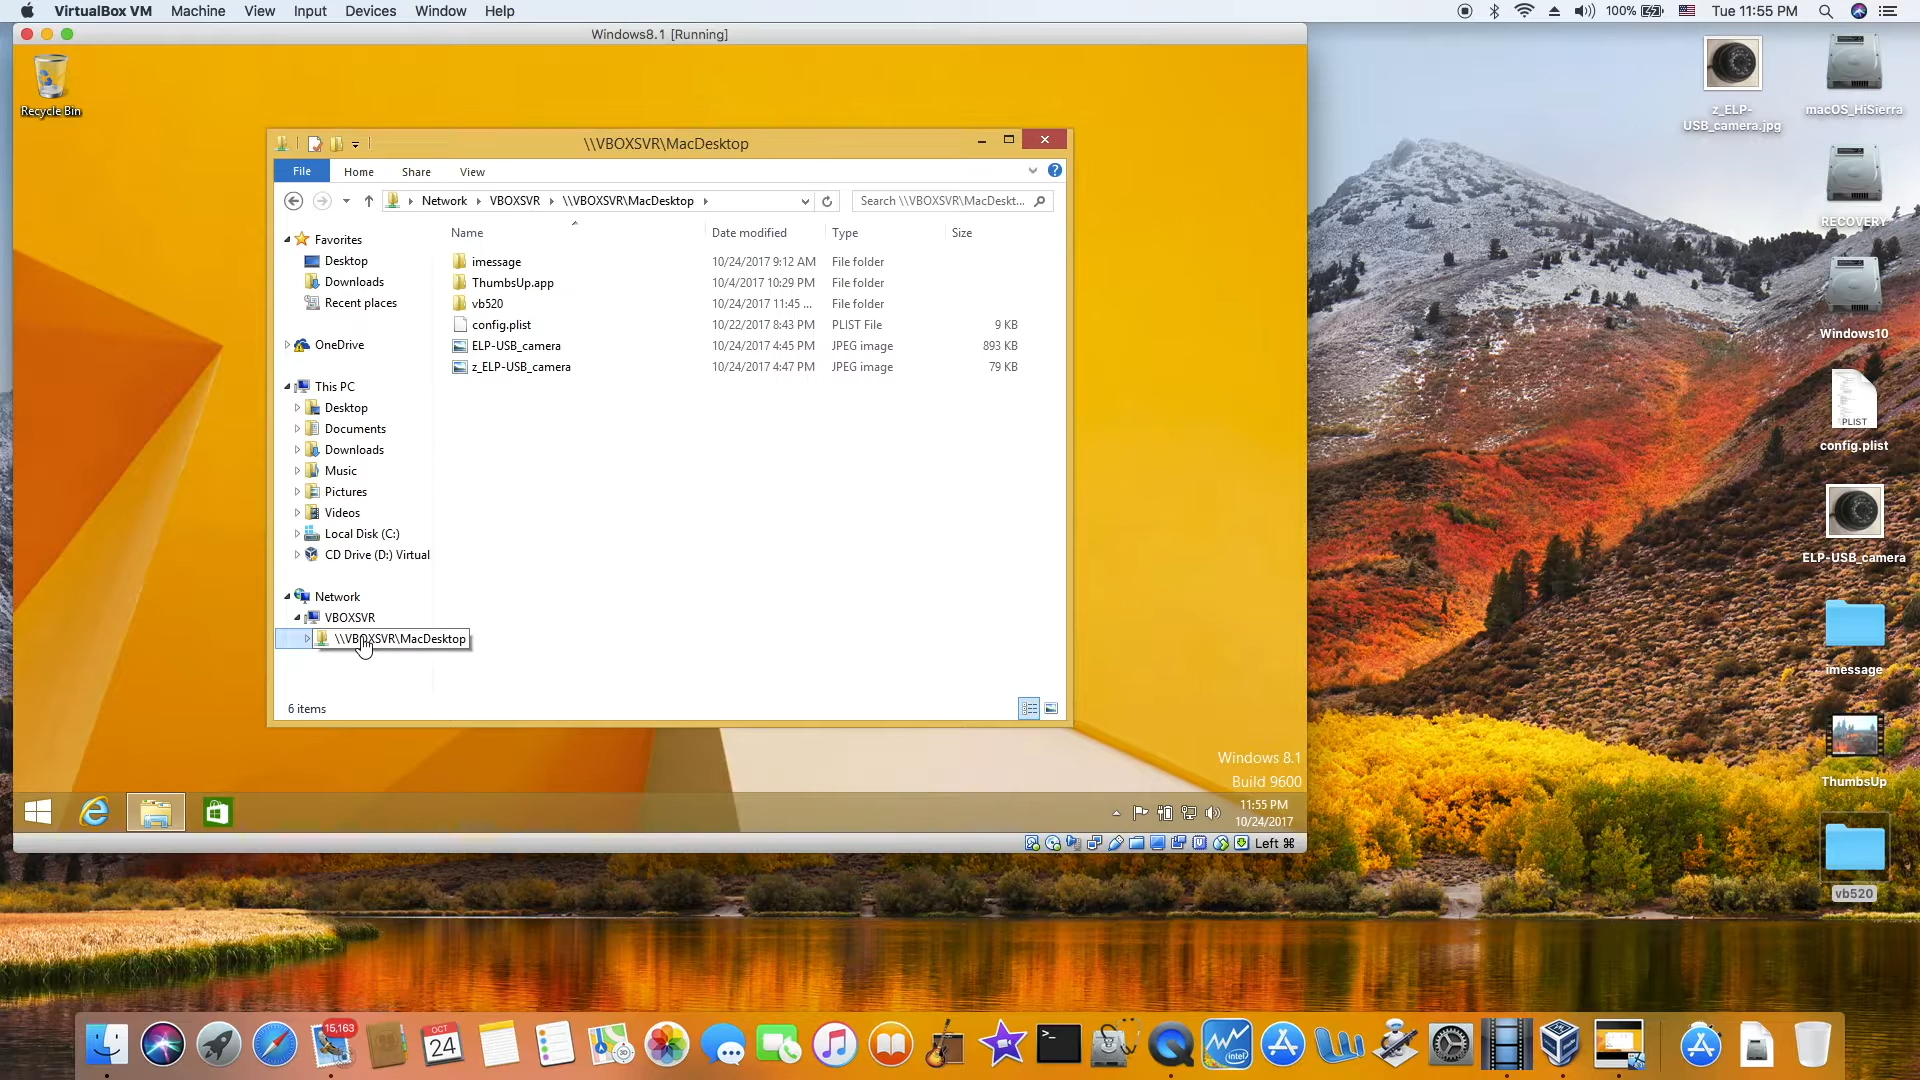 VirtualBox VM Machine View Input Devices Window Help
100% Tue 11:55 PM
Windows8.1 [Running]
Recycle Bin
\\VBOXSVR\MacDesktop
File Home Share View
Network VBOXSVR \\VBOXSVR\MacDesktop
Search \\VBOXSVR\MacDeskt...
Name Date modified Type Size
imessage 10/24/2017 9:12 AM File folder
ThumbsUp.app 10/4/2017 10:29 PM File folder
vb520 10/24/2017 11:45 ... File folder
config.plist 10/22/2017 8:43 PM PLIST File 9 KB
ELP-USB_camera 10/24/2017 4:45 PM JPEG image 893 KB
z_ELP-USB_camera 10/24/2017 4:47 PM JPEG image 79 KB
Favorites
Desktop
Downloads
Recent places
OneDrive
This PC
Desktop
Documents
Downloads
Music
Pictures
Videos
Local Disk (C:)
CD Drive (D:) Virtual
Network
VBOXSVR
\\VBOXSVR\MacDesktop
6 items
Windows 8.1
Build 9600
11:55 PM
10/24/2017
Left ⌘
z_ELP-
USB_camera.jpg
macOS_HiSierra
RECOVERY
Windows10
PLIST
config.plist
ELP-USB_camera
imessage
ThumbsUp
vb520
15,163
OCT
24
3D
intel